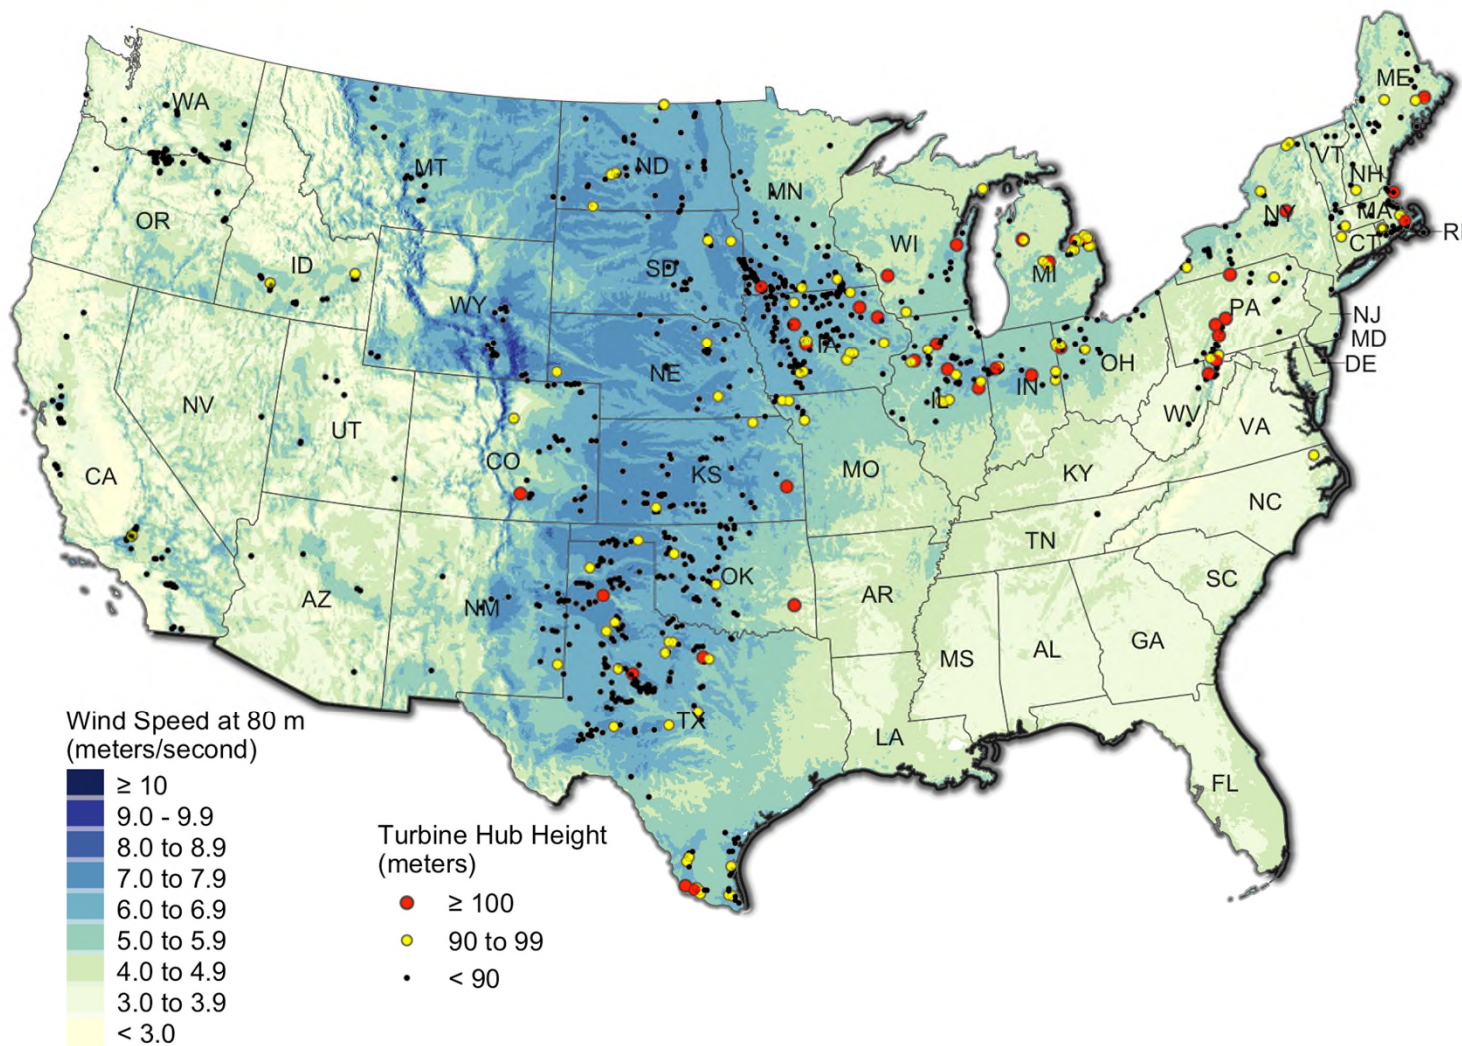 WA
ME
MT
ND
VT
NH
MN
OR
NY
MA
WI
CT
RI
ID
SD
MI
WY
PA
NJ
IA
MD
NE
OH
DE
NV
IL
IN
UT
WV
VA
CO
CA
KS
MO
KY
NC
TN
OK
AZ
NM
AR
SC
MS
AL
GA
TX
LA
FL
Wind Speed at 80 m
(meters/second)
≥ 10
9.0 - 9.9
8.0 to 8.9
7.0 to 7.9
6.0 to 6.9
5.0 to 5.9
4.0 to 4.9
3.0 to 3.9
< 3.0
Turbine Hub Height
(meters)
≥ 100
90 to 99
< 90